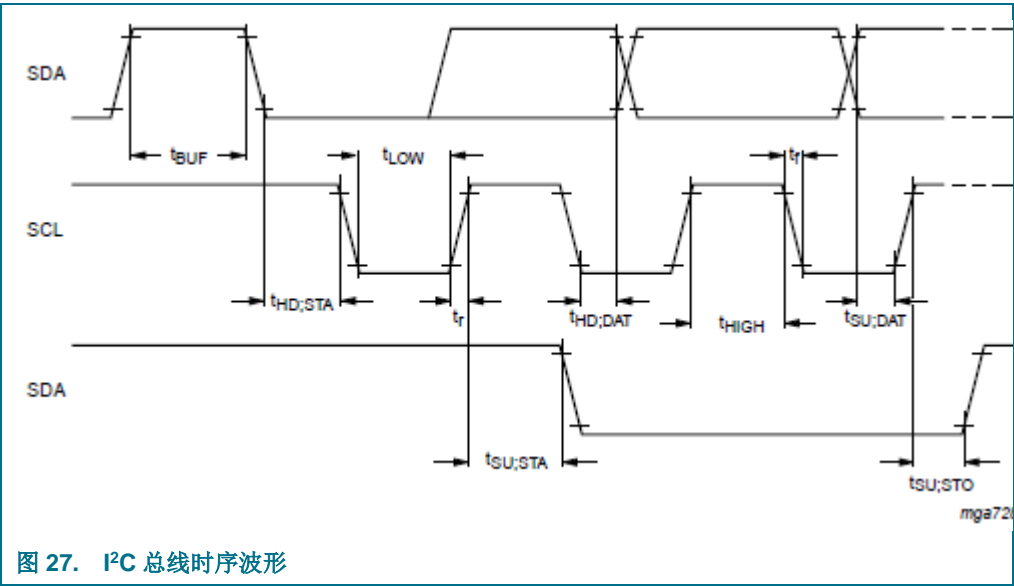 SDA
tBUF
tLOW
tf
SCL
tHD;STA
tr
tHD;DAT
tHIGH
tSU;DAT
SDA
tSU;STA
tSU;STO
mga728
图 27. I²C 总线时序波形